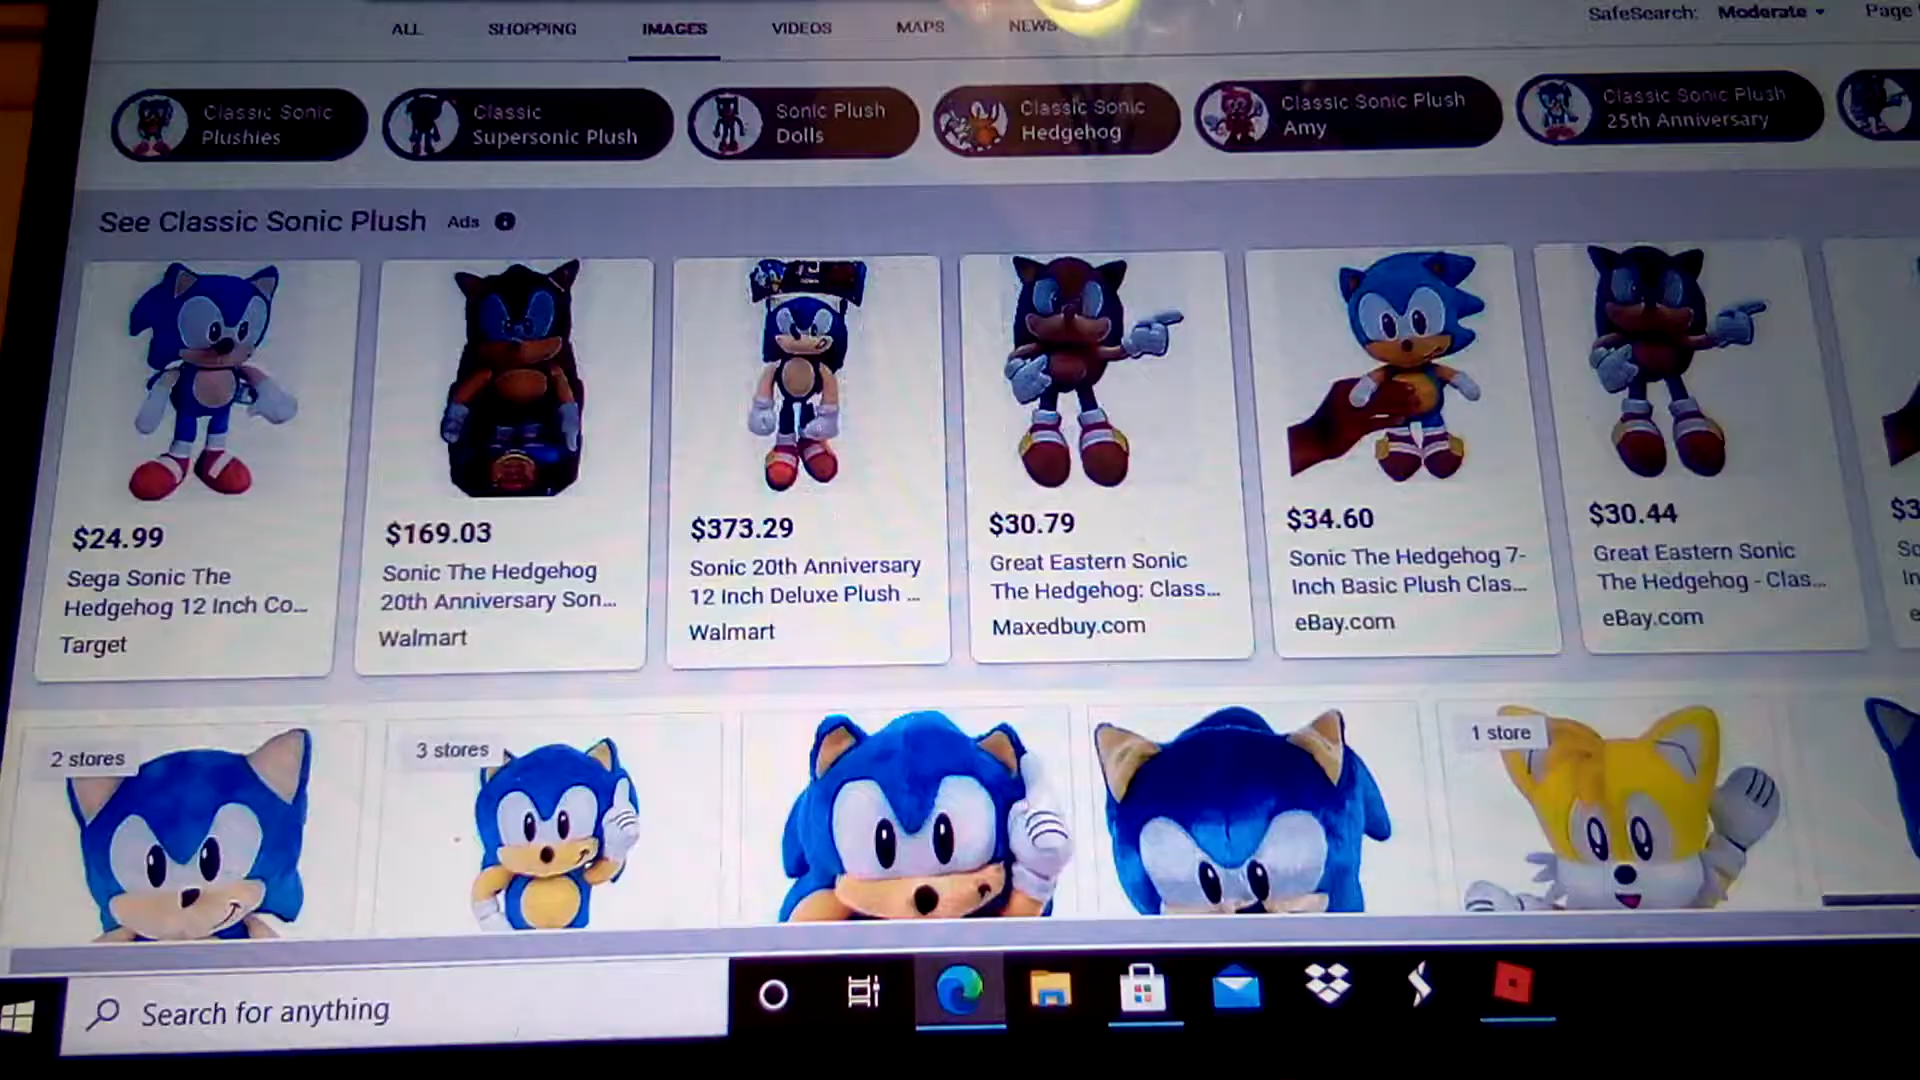 ALL SHOPPING IMAGES VIDEOS MAPS NEWS SafeSearch: Moderate Page
Classic Sonic
Plushies
Classic
Supersonic Plush
Sonic Plush
Dolls
Classic Sonic
Hedgehog
Classic Sonic Plush
Amy
Classic Sonic Plush
25th Anniversary
See Classic Sonic Plush Ads
$24.99
Sega Sonic The
Hedgehog 12 Inch Co...
Target
$169.03
Sonic The Hedgehog
20th Anniversary Son...
Walmart
$373.29
Sonic 20th Anniversary
12 Inch Deluxe Plush ...
Walmart
$30.79
Great Eastern Sonic
The Hedgehog: Class...
Maxedbuy.com
$34.60
Sonic The Hedgehog 7-
Inch Basic Plush Clas...
eBay.com
$30.44
Great Eastern Sonic
The Hedgehog - Clas...
eBay.com
2 stores
3 stores
1 store
Search for anything